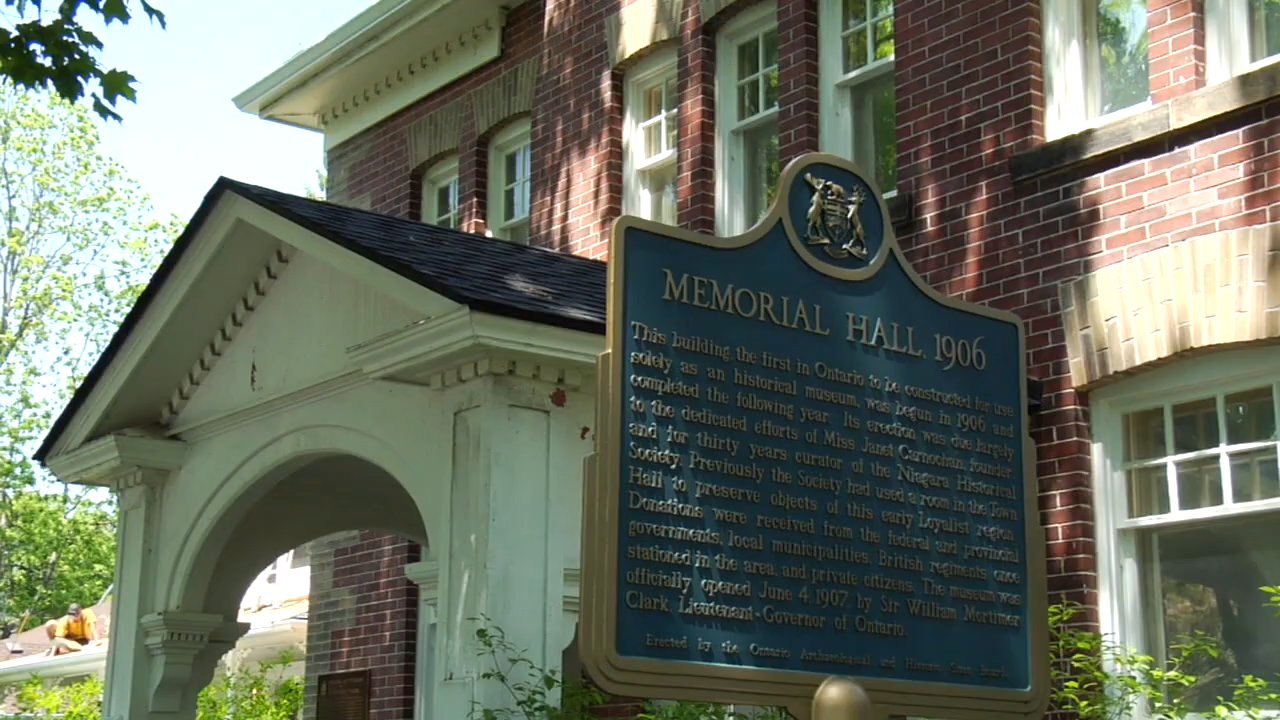 MEMORIAL HALL, 1906
This building, the first in Ontario to be constructed for use
solely as an historical museum, was begun in 1906 and
completed the following year. Its erection was due largely
to the dedicated efforts of Miss Janet Carnochan, founder,
and for thirty years curator of the Niagara Historical
Society. Previously the Society had used a room in the Town
Hall to preserve objects of this early Loyalist region.
Donations were received from the federal and provincial
governments, local municipalities, British regiments once
stationed in the area, and private citizens. The museum was
officially opened June 4, 1907, by Sir William Mortimer
Clark, Lieutenant-Governor of Ontario.
Erected by the Ontario Archaeological and Historic Sites Board.